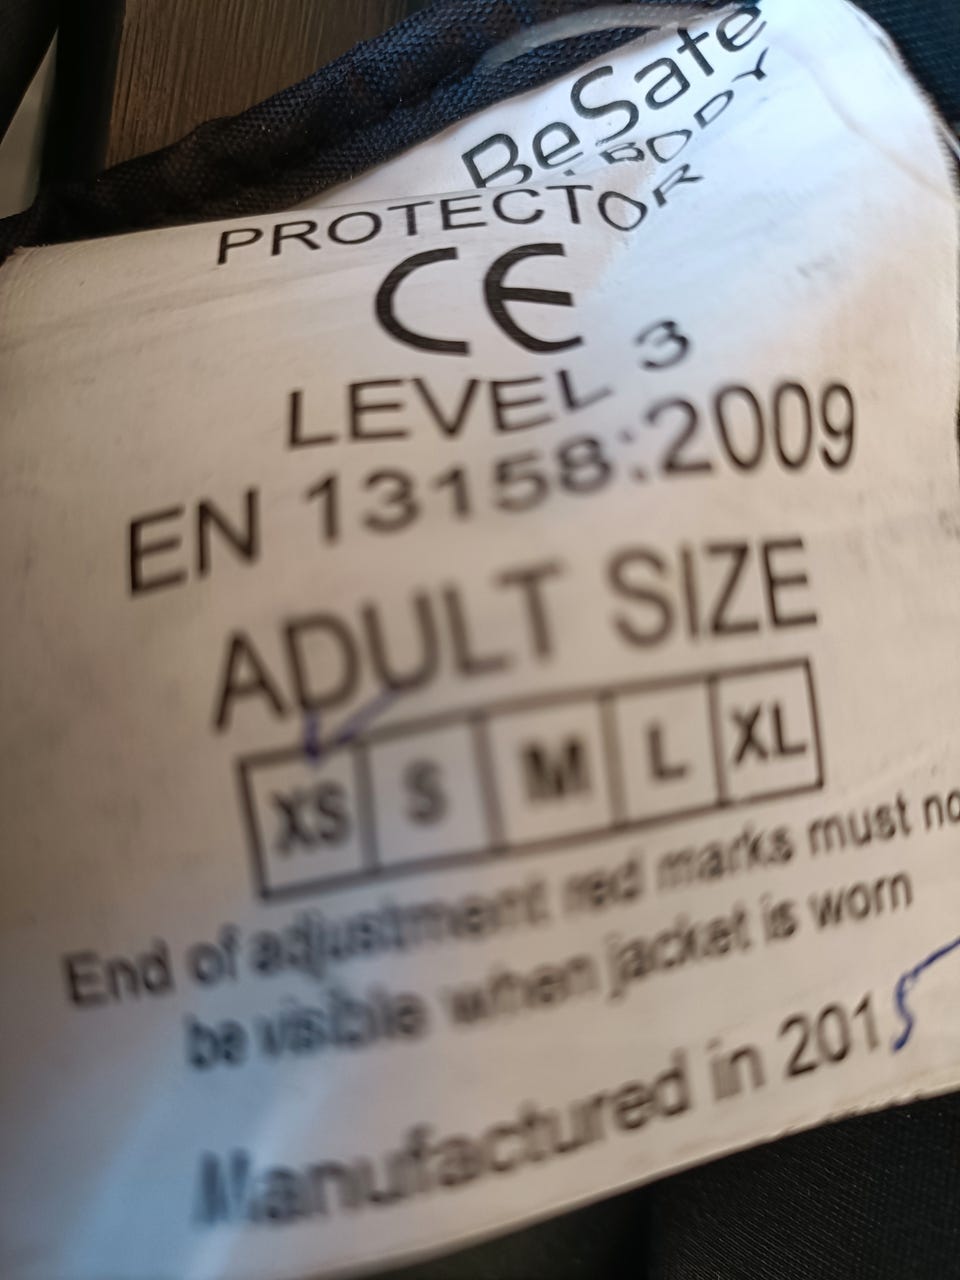 BeSafe
BODY
PROTECTOR
CE
LEVEL 3
EN 13158:2009
ADULT SIZE
XS S M L XL
End of adjustment red marks must no
be visible when jacket is worn
Manufactured in 2015